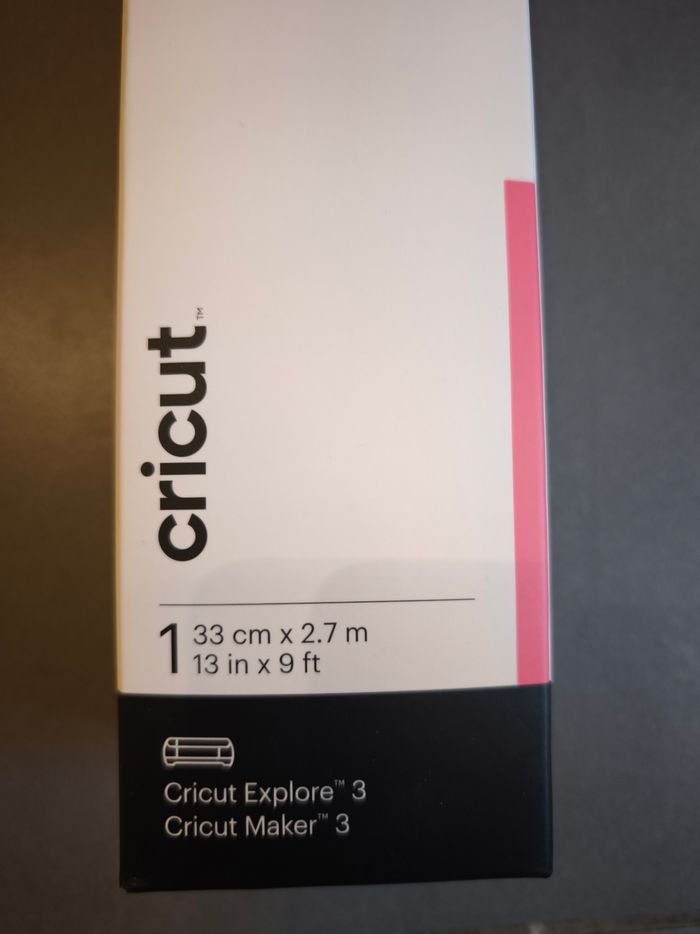 cricut™
1 33 cm x 2.7 m
13 in x 9 ft
Cricut Explore™ 3
Cricut Maker™ 3